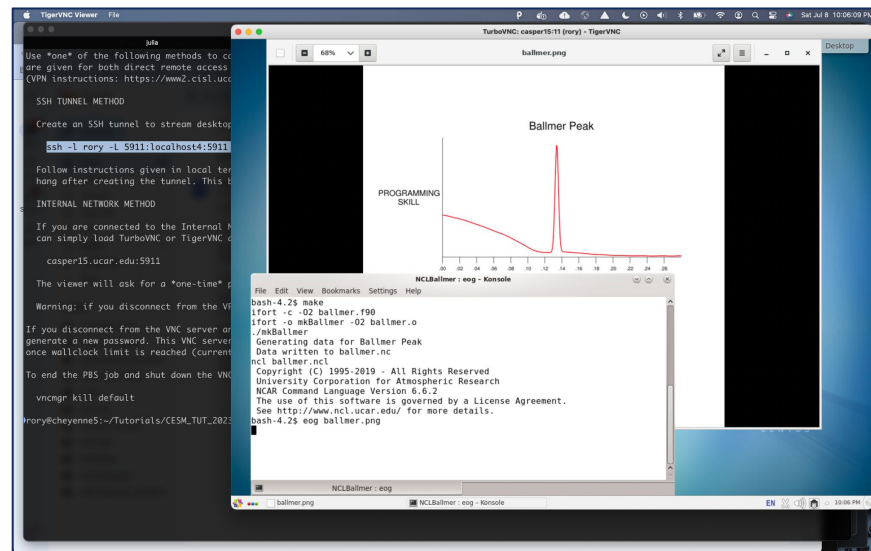 TigerVNC Viewer File
Sat Jul 8 10:06:09 PM
julia
Use *one* of the following methods to
are given for both direct remote access
(VPN instructions: https://www2.cisl.uca
SSH TUNNEL METHOD
Create an SSH tunnel to stream desktop
ssh -l rory -L 5911:localhost4:5911
Follow instructions given in local
hang after creating the tunnel. This
INTERNAL NETWORK METHOD
If you are connected to the Internal
can simply load TurboVNC or TigerVNC
casper15.ucar.edu:5911
The viewer will ask for a *one-time*
Warning: if you disconnect from the
If you disconnect from the VNC server
generate a new password. This VNC server
once wallclock limit is reached (current
To end the PBS job and shut down the VNC
vncmgr kill default
rory@cheyenne5:~/Tutorials/CESM_TUT_202
TurboVNC: casper15:11 (rory) - TigerVNC
68%
ballmer.png
Desktop
Ballmer Peak
PROGRAMMING
SKILL
.00 .02 .04 .06 .08 .10 .12 .14 .16 .18 .20 .22 .24 .26
NCLBallmer : eog - Konsole
File Edit View Bookmarks Settings Help
bash-4.2$ make
ifort -c -O2 ballmer.f90
ifort -o mkBallmer -O2 ballmer.o
./mkBallmer
Generating data for Ballmer Peak
Data written to ballmer.nc
ncl ballmer.ncl
Copyright (C) 1995-2019 - All Rights Reserved
University Corporation for Atmospheric Research
NCAR Command Language Version 6.6.2
The use of this software is governed by a License Agreement.
See http://www.ncl.ucar.edu/ for more details.
bash-4.2$ eog ballmer.png
NCLBallmer : eog
ballmer.png
NCLBallmer : eog - Konsole
EN
10:06 PM